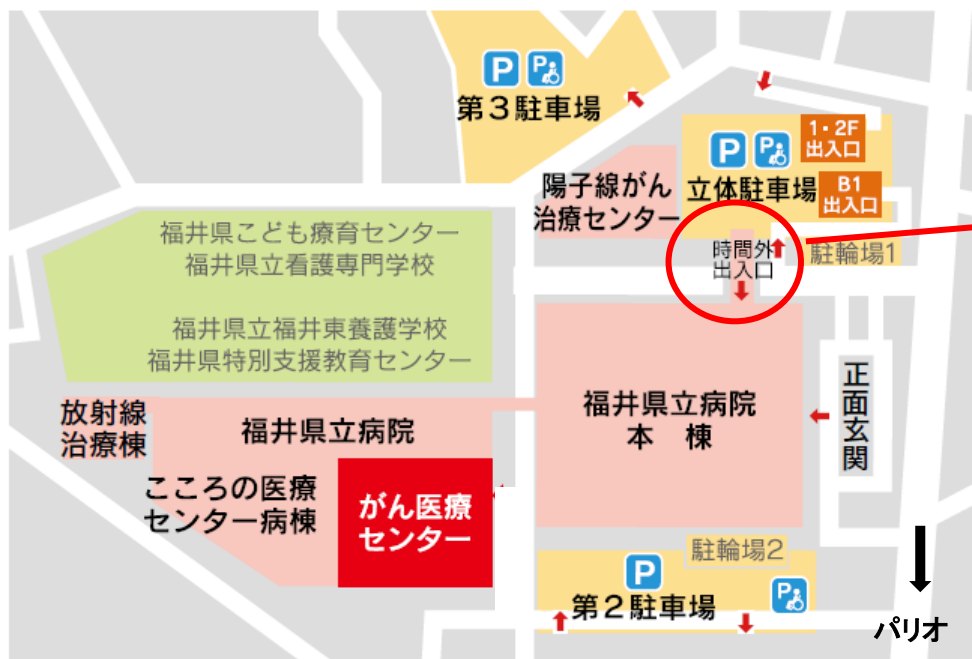 P P
第3駐車場
1・2F
出入口
P P
陽子線がん
治療センター
立体駐車場
B1
出入口
福井県こども療育センター
福井県立看護専門学校
時間外
出入口
駐輪場1
福井県立福井東養護学校
福井県特別支援教育センター
放射線
治療棟
福井県立病院
福井県立病院
本 棟
正面玄関
こころの医療
センター病棟
がん医療
センター
駐輪場2
P
第2駐車場
P
パリオ